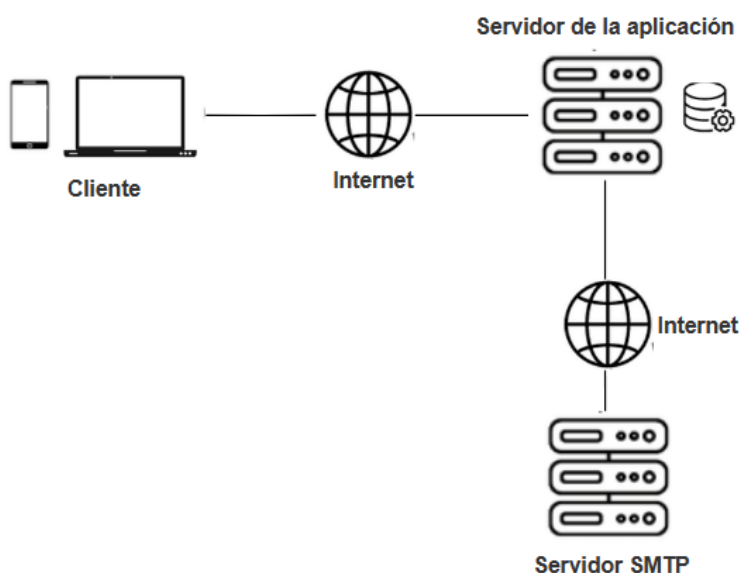 Servidor de la aplicación
Cliente
Internet
Internet
Servidor SMTP